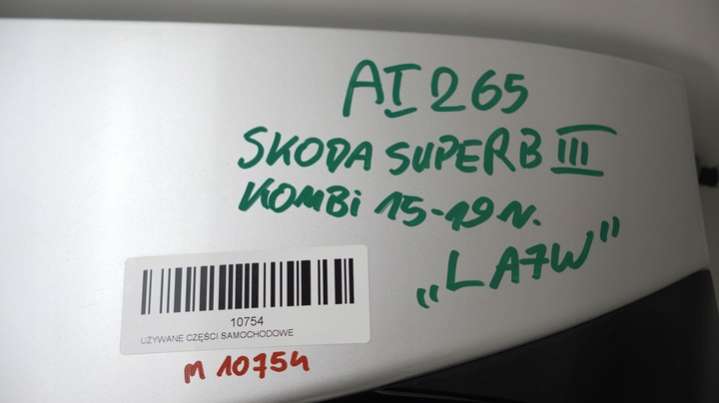 AI 265
SKODA SUPERB III
KOMBi 15-19 r.
„LA7W”
10754
UŻYWANE CZĘŚCI SAMOCHODOWE
M 10754